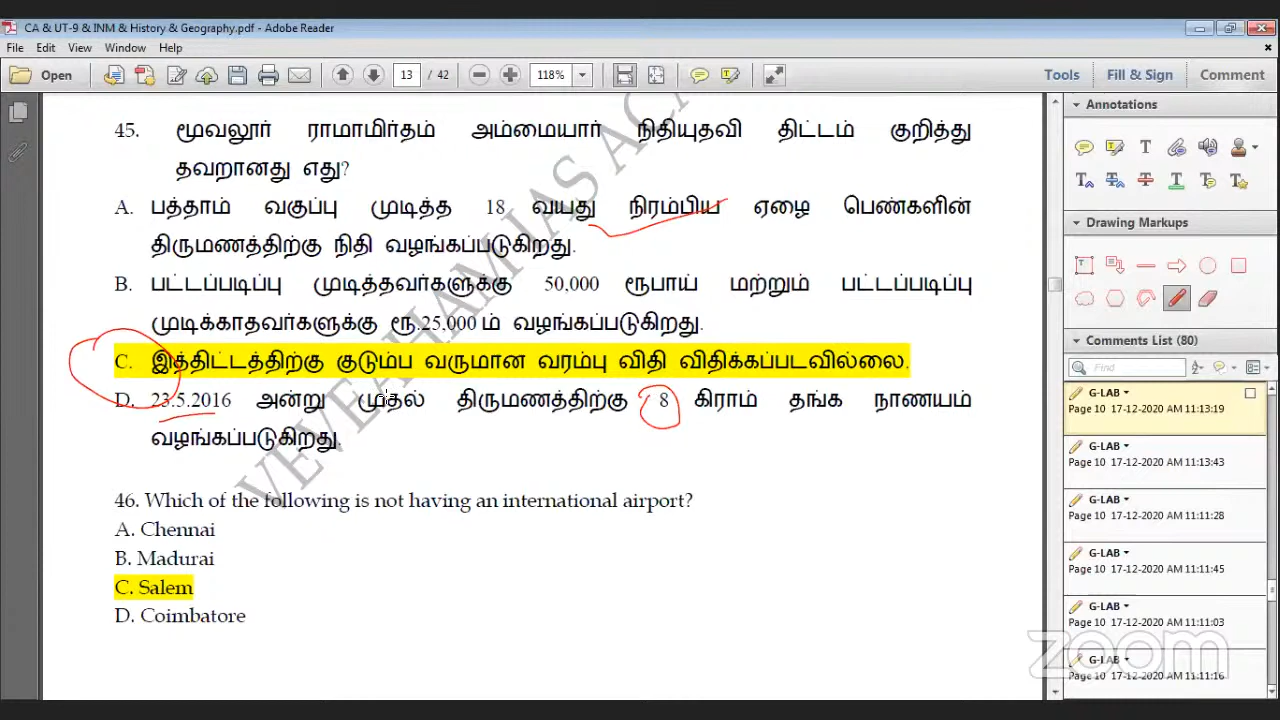 CA & UT-9 & INM & History & Geography.pdf - Adobe Reader
File Edit View Window Help
Open 13 / 42 118% Tools Fill & Sign Comment
45. மூவலூர் ராமாமிர்தம் அம்மையார் நிதியுதவி திட்டம் குறித்து
தவறானது எது?
A. பத்தாம் வகுப்பு முடித்த 18 வயது நிரம்பிய ஏழை பெண்களின்
திருமணத்திற்கு நிதி வழங்கப்படுகிறது.
B. பட்டப்படிப்பு முடித்தவர்களுக்கு 50,000 ரூபாய் மற்றும் பட்டப்படிப்பு
முடிக்காதவர்களுக்கு ரூ.25,000ம் வழங்கப்படுகிறது.
C. இத்திட்டத்திற்கு குடும்ப வருமான வரம்பு விதி விதிக்கப்படவில்லை.
D. 23.5.2016 அன்று முதல் திருமணத்திற்கு 8 கிராம் தங்க நாணயம்
வழங்கப்படுகிறது.
46. Which of the following is not having an international airport?
A. Chennai
B. Madurai
C. Salem
D. Coimbatore
Annotations
Drawing Markups
Comments List (80)
Find
G-LAB
Page 10 17-12-2020 AM 11:13:19
G-LAB
Page 10 17-12-2020 AM 11:13:43
G-LAB
Page 10 17-12-2020 AM 11:11:28
G-LAB
Page 10 17-12-2020 AM 11:11:45
G-LAB
Page 10 17-12-2020 AM 11:11:03
G-LAB
Page 10 17-12-2020 AM 11:11:16
VEVEAHAM IAS ACA
zoom